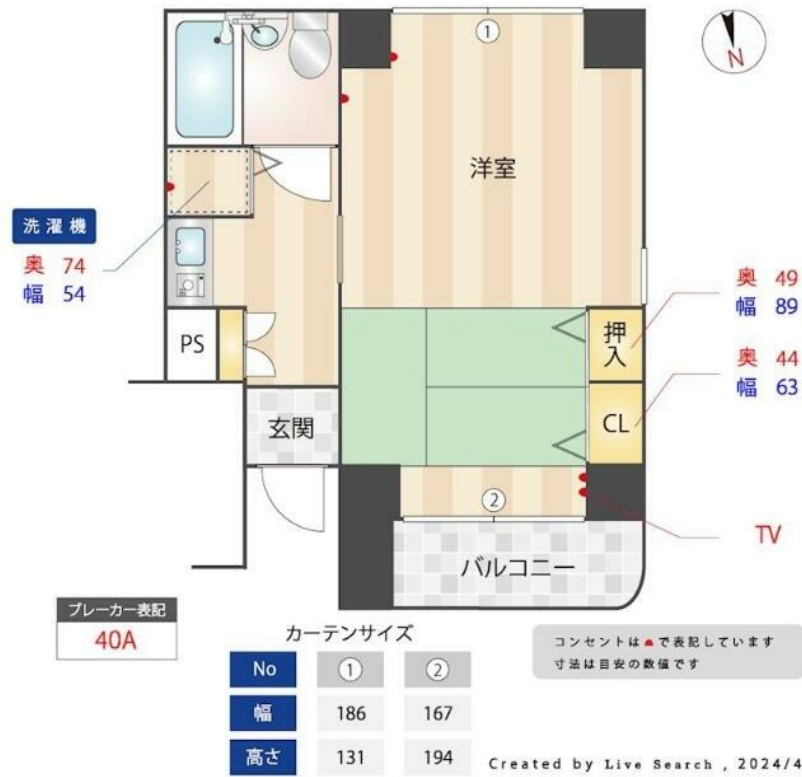 ①
N
洋室
洗濯機
奥 74
幅 54
奥 49
幅 89
押入
奥 44
幅 63
PS
CL
玄関
②
TV
バルコニー
ブレーカー表記
40A
カーテンサイズ
No ① ②
幅 186 167
高さ 131 194
コンセントは で表記しています
寸法は目安の数値です
Created by Live Search , 2024/4